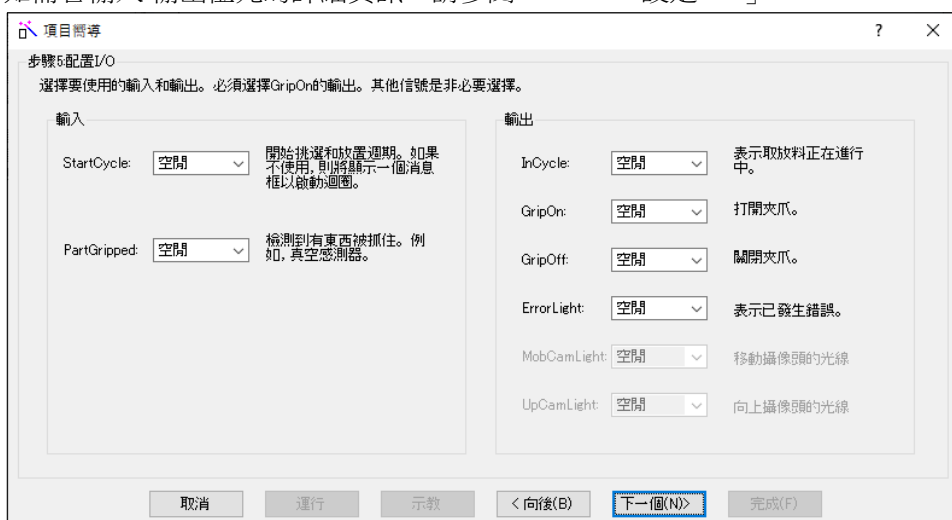 項目嚮導
?
×
步驟5:配置I/O
選擇要使用的輸入和輸出。必須選擇GripOn的輸出。其他信號是非必要選擇。
輸入
StartCycle: 空閒 開始挑選和放置週期。如果
不使用,則將顯示一個消息
框以啟動迴圈。
PartGripped: 空閒 檢測到有東西被抓住。例
如,真空感測器。
輸出
InCycle: 空閒 表示取放料正在進行
中。
GripOn: 空閒 打開夾爪。
GripOff: 空閒 關閉夾爪。
ErrorLight: 空閒 表示已發生錯誤。
MobCamLight: 空閒 移動攝像頭的光線
UpCamLight: 空閒 向上攝像頭的光線
取消 運行 示教 < 向後(B) 下一個(N)> 完成(F)